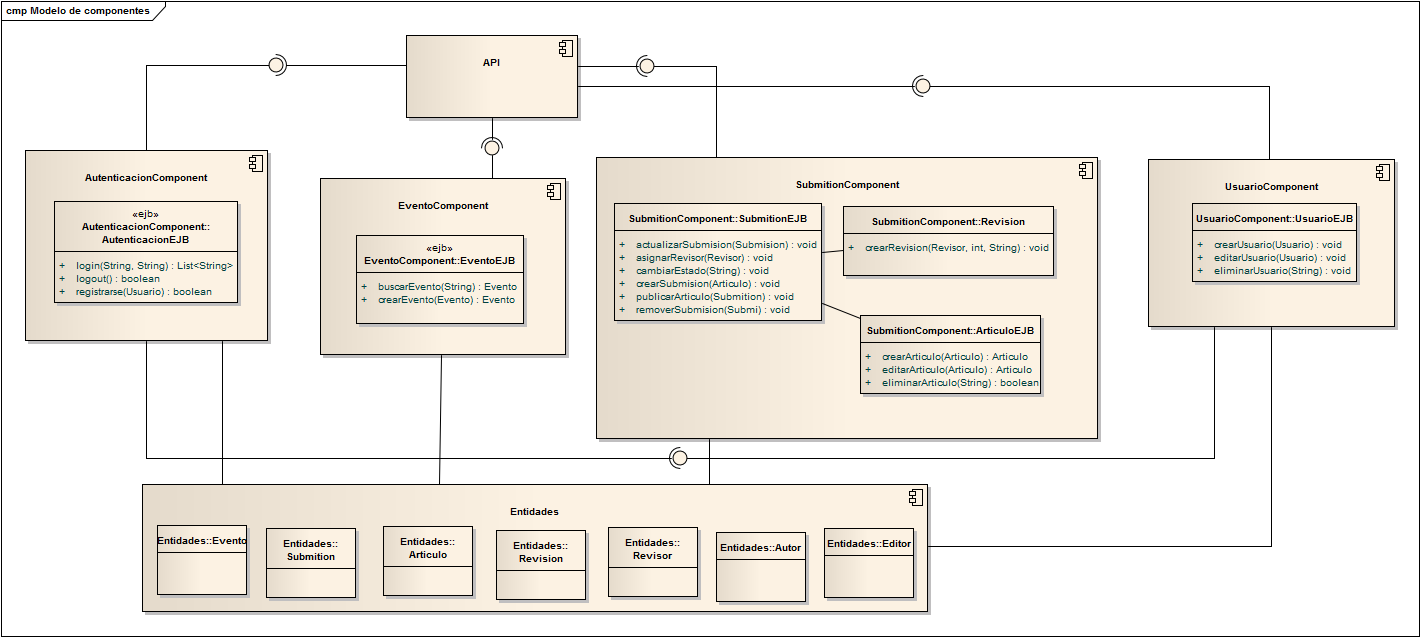 cmp Modelo de componentes
API
AutenticacionComponent
«ejb»
AutenticacionComponent::
AutenticacionEJB
+ login(String, String) : List<String>
+ logout() : boolean
+ registrarse(Usuario) : boolean
EventoComponent
«ejb»
EventoComponent::EventoEJB
+ buscarEvento(String) : Evento
+ crearEvento(Evento) : Evento
SubmitionComponent
SubmitionComponent::SubmitionEJB
+ actualizarSubmision(Submision) : void
+ asignarRevisor(Revisor) : void
+ cambiarEstado(String) : void
+ crearSubmision(Articulo) : void
+ publicarArticulo(Submition) : void
+ removerSubmision(Submi) : void
SubmitionComponent::Revision
+ crearRevision(Revisor, int, String) : void
SubmitionComponent::ArticuloEJB
+ crearArticulo(Articulo) : Articulo
+ editarArticulo(Articulo) : Articulo
+ eliminarArticulo(String) : boolean
UsuarioComponent
UsuarioComponent::UsuarioEJB
+ crearUsuario(Usuario) : void
+ editarUsuario(Usuario) : void
+ eliminarUsuario(String) : void
Entidades
Entidades::Evento
Entidades::
Submition
Entidades::
Articulo
Entidades::
Revision
Entidades::
Revisor
Entidades::Autor
Entidades::Editor